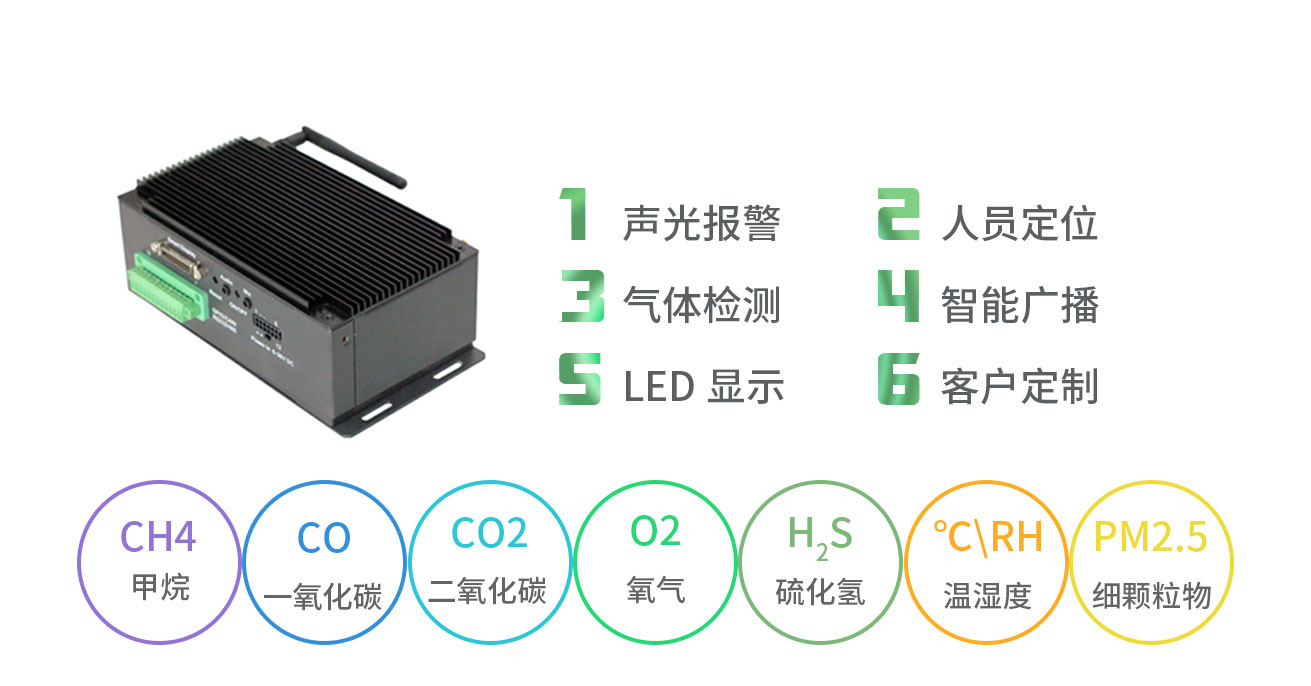 1 声光报警
2 人员定位
3 气体检测
4 智能广播
5 LED 显示
6 客户定制
CH4
甲烷
CO
一氧化碳
CO2
二氧化碳
O2
氧气
H₂S
硫化氢
℃\RH
温湿度
PM2.5
细颗粒物